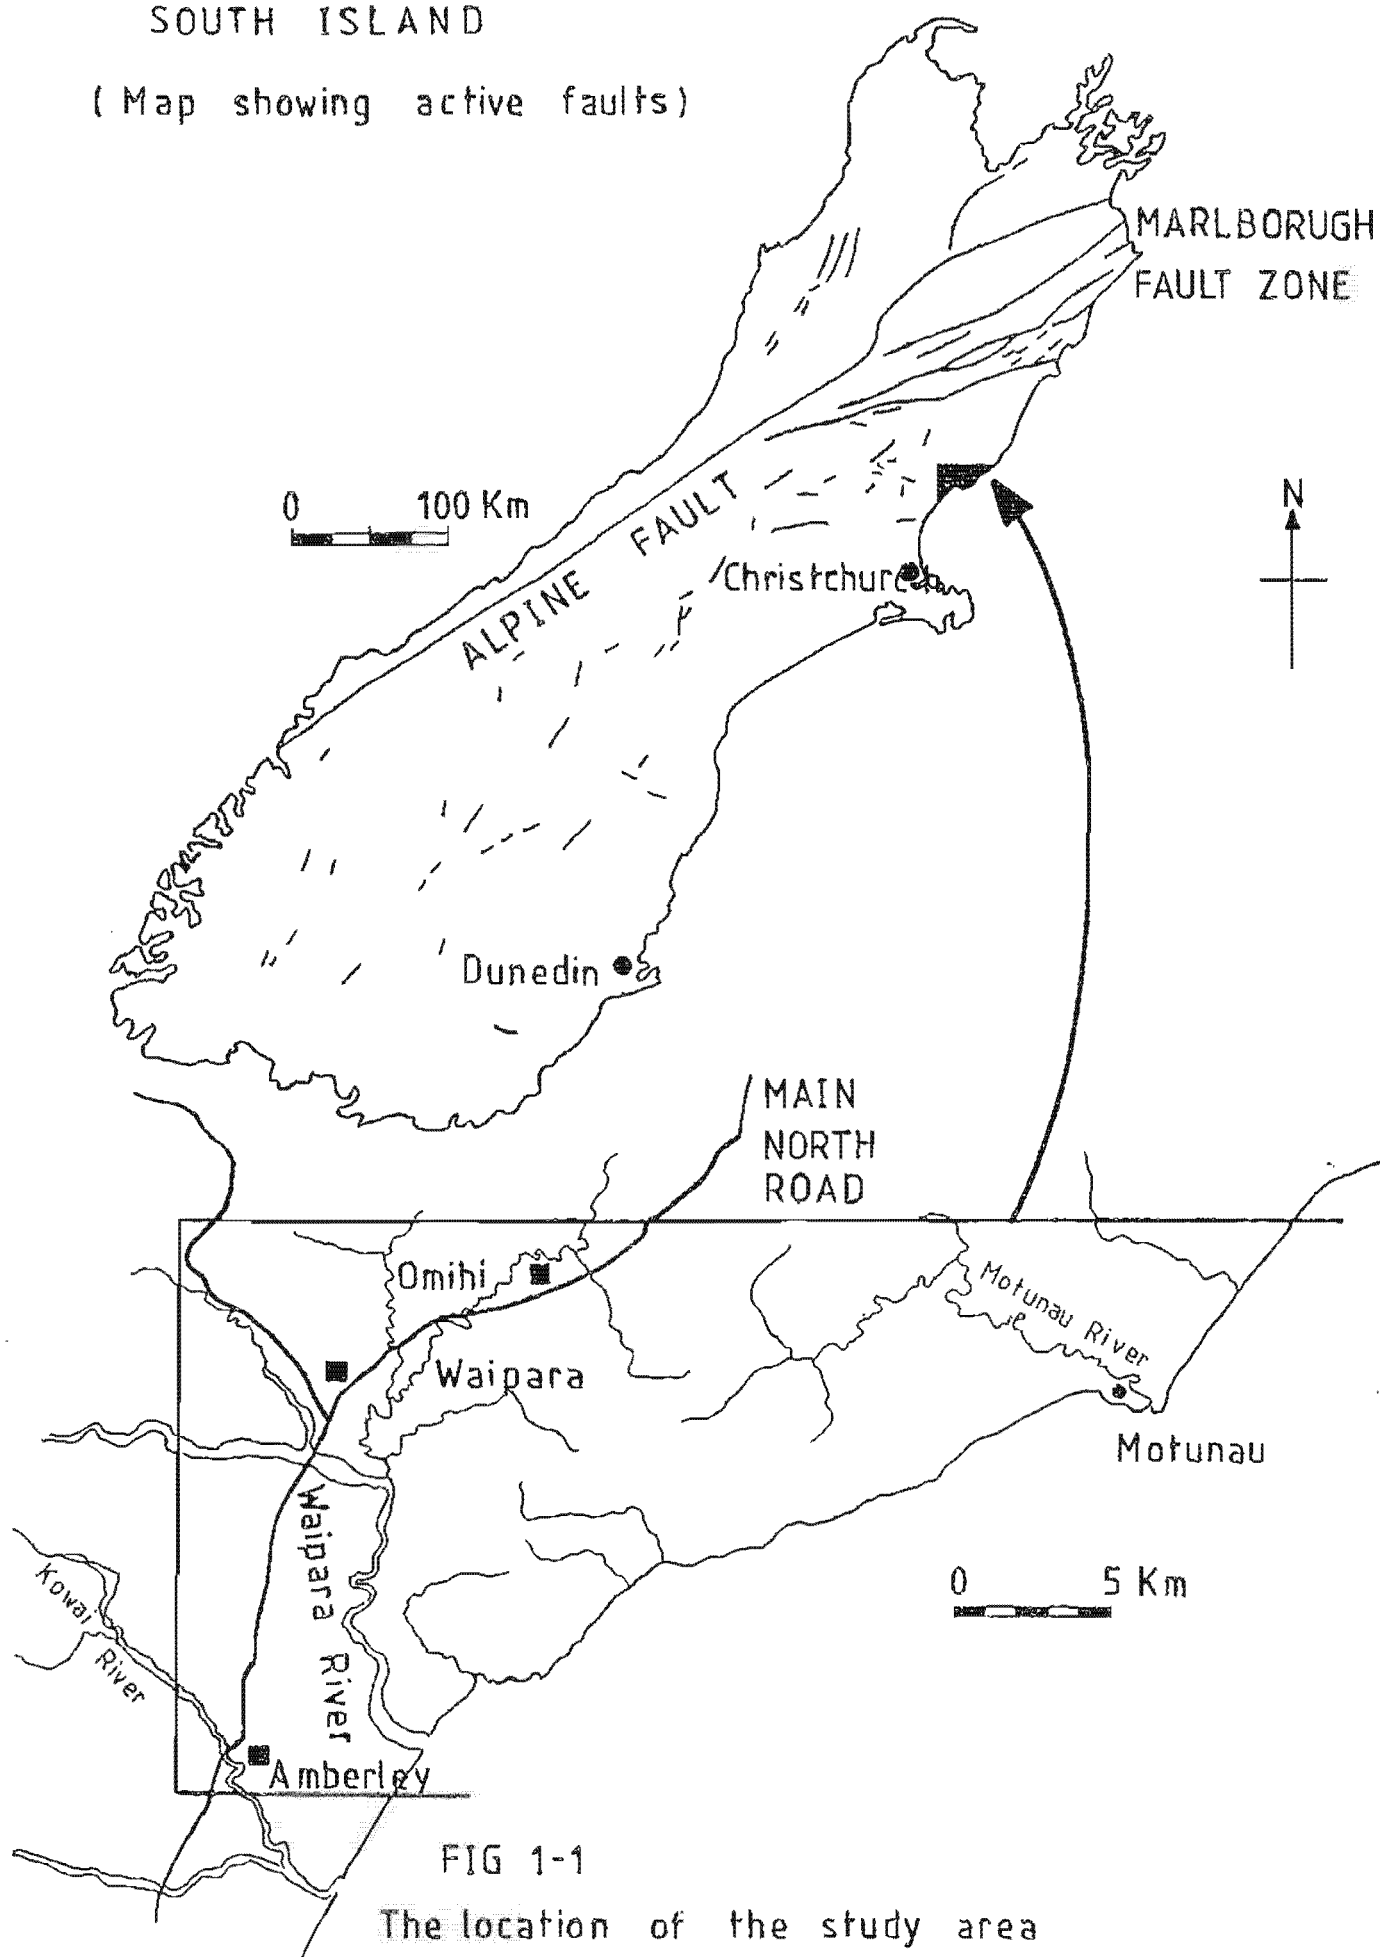 SOUTH ISLAND
( Map showing active faults)
MARLBORUGH
FAULT ZONE
0 100 Km
ALPINE FAULT
N
Christchurch
Dunedin
MAIN
NORTH
ROAD
Omihi
Motunau River
Waipara
Motunau
Waipara River
Kowai
River
0 5 Km
Amberley
FIG 1-1
The location of the study area